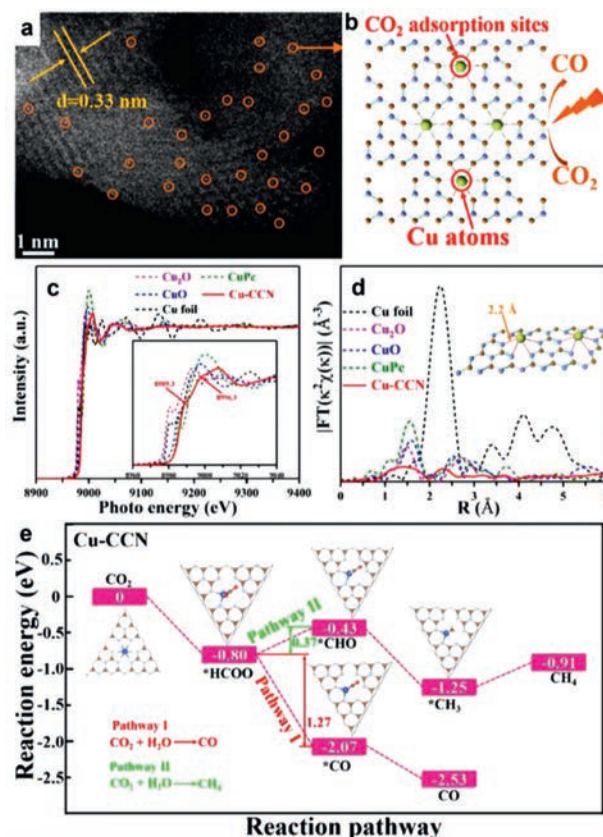 a
d=0.33 nm
1 nm
b
CO₂ adsorption sites
CO
CO₂
Cu atoms
c
Cu₂O
CuPc
CuO
Cu-CCN
Cu foil
Intensity (a.u.)
8900
9000
9100
9200
9300
9400
Photo energy (eV)
d
2.2 Å
Cu foil
Cu₂O
CuO
CuPc
Cu-CCN
|FT(κ²χ(κ))| (Å⁻³)
0
1
2
3
4
5
R (Å)
e
Cu-CCN
Reaction energy (eV)
0.5
0
-0.5
-1.0
-1.5
-2.0
-2.5
CO₂
0
-0.80
*HCOO
Pathway II
0.37
-0.43
*CHO
Pathway I
1.27
-2.07
*CO
-2.53
CO
-1.25
*CH₃
-0.91
CH₄
Pathway I
CO₂ + H₂O → CO
Pathway II
CO₂ + H₂O → CH₄
Reaction pathway